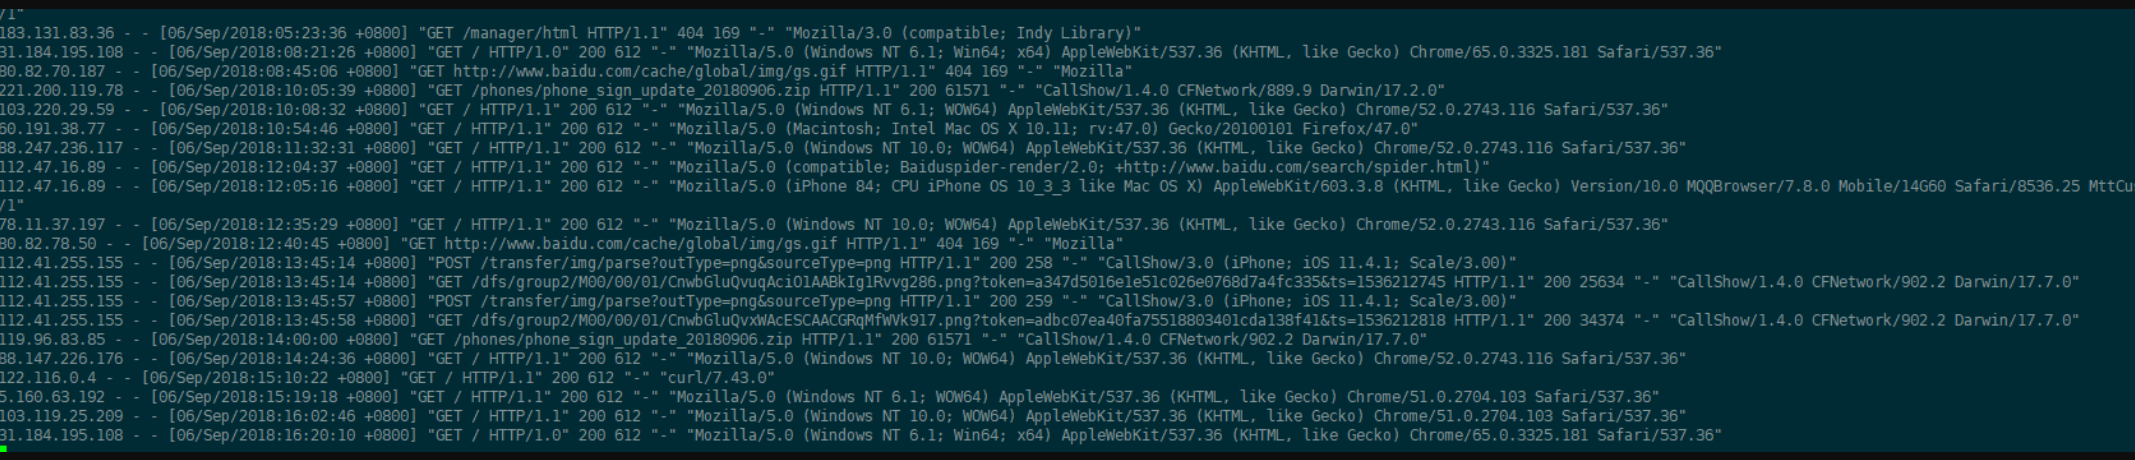 /1"
183.131.83.36 - - [06/Sep/2018:05:23:36 +0800] "GET /manager/html HTTP/1.1" 404 169 "-" "Mozilla/3.0 (compatible; Indy Library)"
31.184.195.108 - - [06/Sep/2018:08:21:26 +0800] "GET / HTTP/1.0" 200 612 "-" "Mozilla/5.0 (Windows NT 6.1; Win64; x64) AppleWebKit/537.36 (KHTML, like Gecko) Chrome/65.0.3325.181 Safari/537.36"
80.82.70.187 - - [06/Sep/2018:08:45:06 +0800] "GET http://www.baidu.com/cache/global/img/gs.gif HTTP/1.1" 404 169 "-" "Mozilla"
221.200.119.78 - - [06/Sep/2018:10:05:39 +0800] "GET /phones/phone_sign_update_20180906.zip HTTP/1.1" 200 61571 "-" "CallShow/1.4.0 CFNetwork/889.9 Darwin/17.2.0"
103.220.29.59 - - [06/Sep/2018:10:08:32 +0800] "GET / HTTP/1.1" 200 612 "-" "Mozilla/5.0 (Windows NT 6.1; WOW64) AppleWebKit/537.36 (KHTML, like Gecko) Chrome/52.0.2743.116 Safari/537.36"
60.191.38.77 - - [06/Sep/2018:10:54:46 +0800] "GET / HTTP/1.1" 200 612 "-" "Mozilla/5.0 (Macintosh; Intel Mac OS X 10.11; rv:47.0) Gecko/20100101 Firefox/47.0"
88.247.236.117 - - [06/Sep/2018:11:32:31 +0800] "GET / HTTP/1.1" 200 612 "-" "Mozilla/5.0 (Windows NT 10.0; WOW64) AppleWebKit/537.36 (KHTML, like Gecko) Chrome/52.0.2743.116 Safari/537.36"
112.47.16.89 - - [06/Sep/2018:12:04:37 +0800] "GET / HTTP/1.1" 200 612 "-" "Mozilla/5.0 (compatible; Baiduspider-render/2.0; +http://www.baidu.com/search/spider.html)"
112.47.16.89 - - [06/Sep/2018:12:05:16 +0800] "GET / HTTP/1.1" 200 612 "-" "Mozilla/5.0 (iPhone 84; CPU iPhone OS 10_3_3 like Mac OS X) AppleWebKit/603.3.8 (KHTML, like Gecko) Version/10.0 MQQBrowser/7.8.0 Mobile/14G60 Safari/8536.25 MttCu
/1"
78.11.37.197 - - [06/Sep/2018:12:35:29 +0800] "GET / HTTP/1.1" 200 612 "-" "Mozilla/5.0 (Windows NT 10.0; WOW64) AppleWebKit/537.36 (KHTML, like Gecko) Chrome/52.0.2743.116 Safari/537.36"
80.82.78.50 - - [06/Sep/2018:12:40:45 +0800] "GET http://www.baidu.com/cache/global/img/gs.gif HTTP/1.1" 404 169 "-" "Mozilla"
112.41.255.155 - - [06/Sep/2018:13:45:14 +0800] "POST /transfer/img/parse?outType=png&sourceType=png HTTP/1.1" 200 258 "-" "CallShow/3.0 (iPhone; iOS 11.4.1; Scale/3.00)"
112.41.255.155 - - [06/Sep/2018:13:45:14 +0800] "GET /dfs/group2/M00/00/01/CnwbGluQvuqAciO1AABkIg1Rvvg286.png?token=a347d5016e1e51c026e0768d7a4fc335&ts=1536212745 HTTP/1.1" 200 25634 "-" "CallShow/1.4.0 CFNetwork/902.2 Darwin/17.7.0"
112.41.255.155 - - [06/Sep/2018:13:45:57 +0800] "POST /transfer/img/parse?outType=png&sourceType=png HTTP/1.1" 200 259 "-" "CallShow/3.0 (iPhone; iOS 11.4.1; Scale/3.00)"
112.41.255.155 - - [06/Sep/2018:13:45:58 +0800] "GET /dfs/group2/M00/00/01/CnwbGluQvxWAcESCAACGRqMfWVk917.png?token=adbc07ea40fa75518803401cda138f41&ts=1536212818 HTTP/1.1" 200 34374 "-" "CallShow/1.4.0 CFNetwork/902.2 Darwin/17.7.0"
119.96.83.85 - - [06/Sep/2018:14:00:00 +0800] "GET /phones/phone_sign_update_20180906.zip HTTP/1.1" 200 61571 "-" "CallShow/1.4.0 CFNetwork/902.2 Darwin/17.7.0"
88.147.226.176 - - [06/Sep/2018:14:24:36 +0800] "GET / HTTP/1.1" 200 612 "-" "Mozilla/5.0 (Windows NT 10.0; WOW64) AppleWebKit/537.36 (KHTML, like Gecko) Chrome/52.0.2743.116 Safari/537.36"
122.116.0.4 - - [06/Sep/2018:15:10:22 +0800] "GET / HTTP/1.1" 200 612 "-" "curl/7.43.0"
5.160.63.192 - - [06/Sep/2018:15:19:18 +0800] "GET / HTTP/1.1" 200 612 "-" "Mozilla/5.0 (Windows NT 6.1; WOW64) AppleWebKit/537.36 (KHTML, like Gecko) Chrome/51.0.2704.103 Safari/537.36"
103.119.25.209 - - [06/Sep/2018:16:02:46 +0800] "GET / HTTP/1.1" 200 612 "-" "Mozilla/5.0 (Windows NT 10.0; WOW64) AppleWebKit/537.36 (KHTML, like Gecko) Chrome/51.0.2704.103 Safari/537.36"
31.184.195.108 - - [06/Sep/2018:16:20:10 +0800] "GET / HTTP/1.0" 200 612 "-" "Mozilla/5.0 (Windows NT 6.1; Win64; x64) AppleWebKit/537.36 (KHTML, like Gecko) Chrome/65.0.3325.181 Safari/537.36"